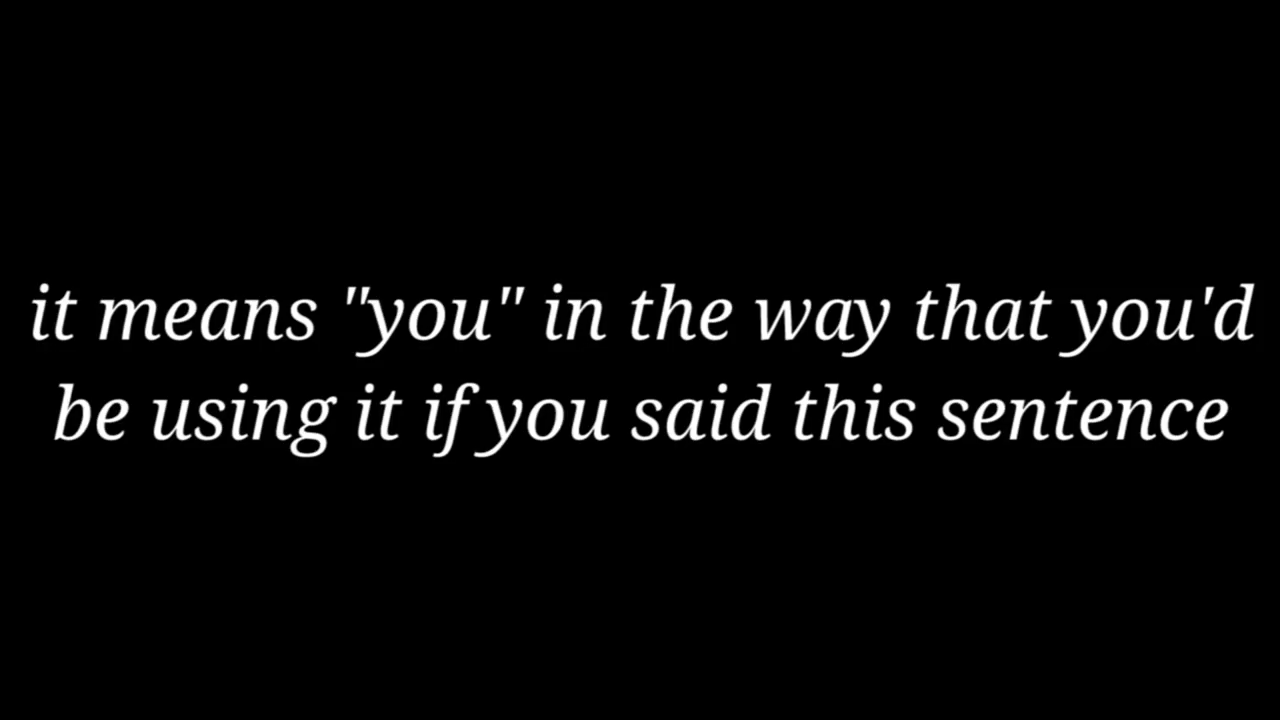 it means "you" in the way that you'd
be using it if you said this sentence